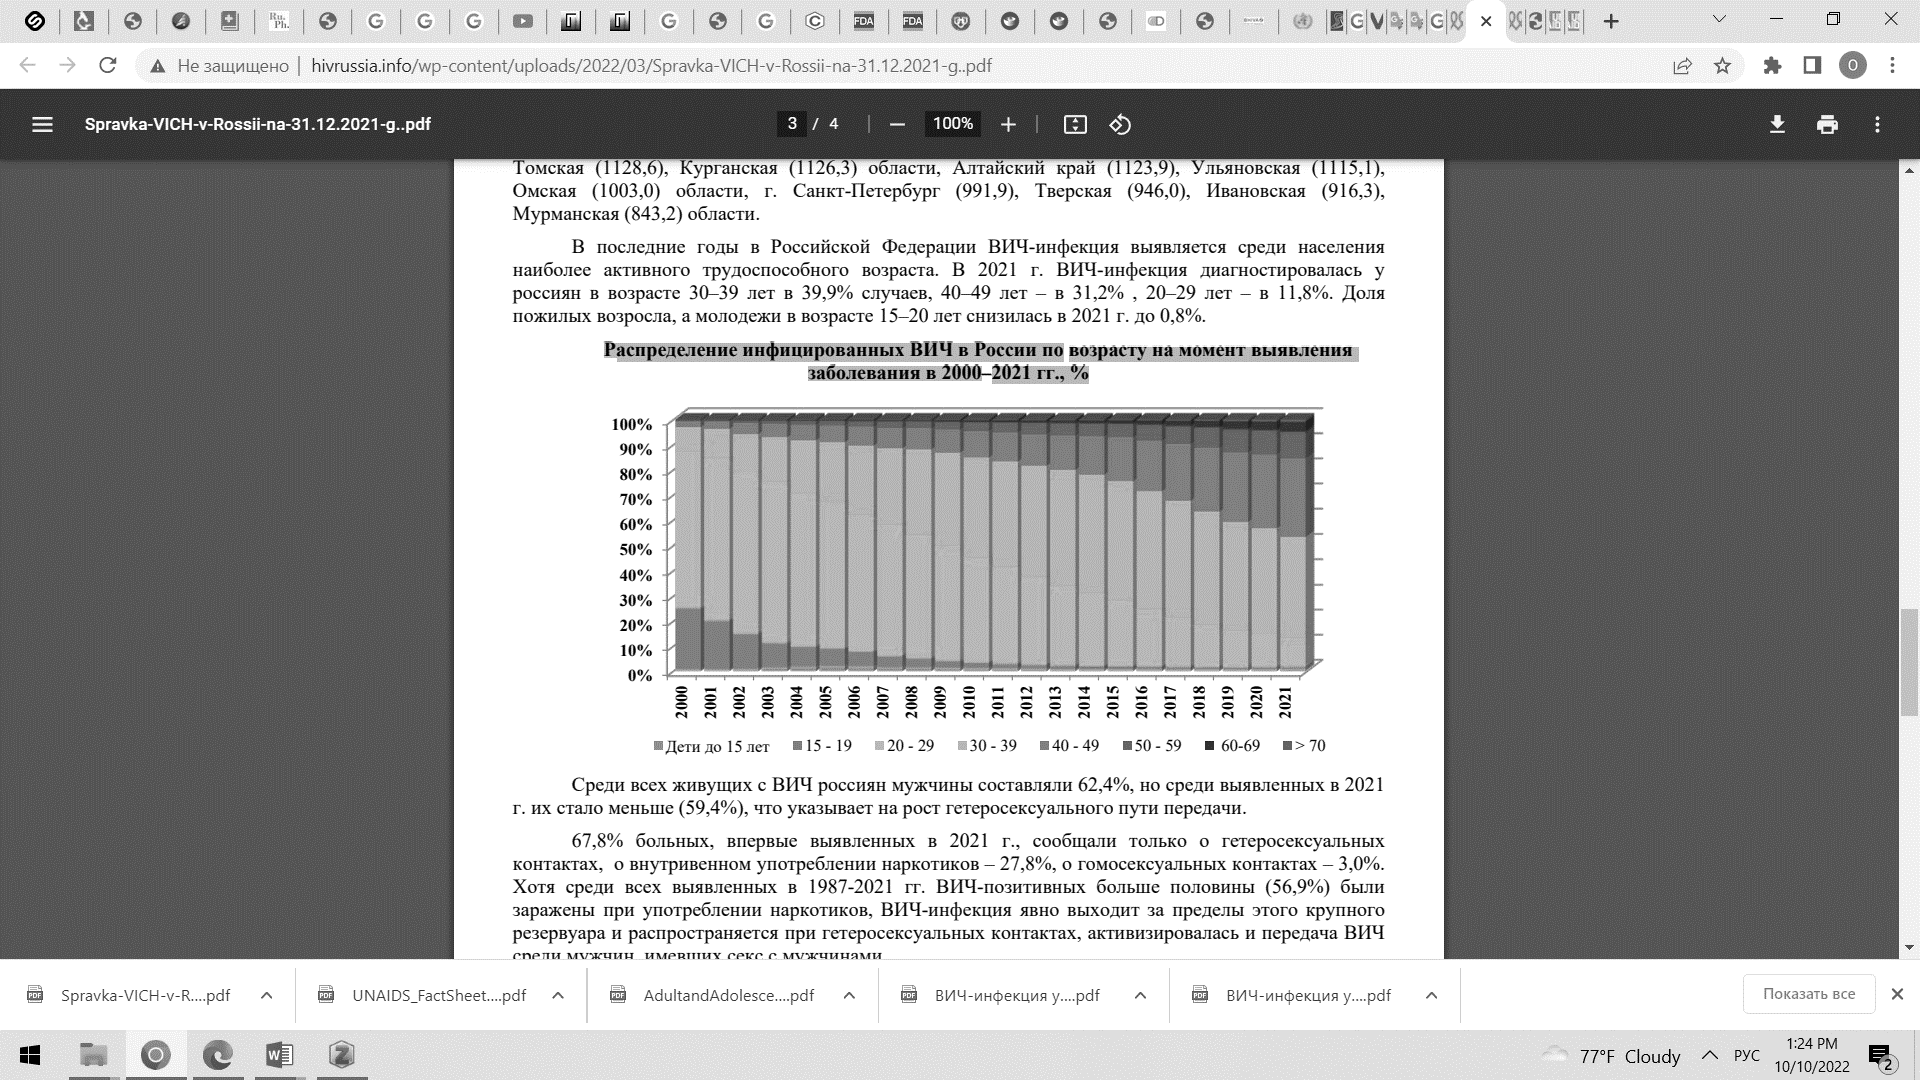 Ru.
Ph.
FDA
FDA
Не защищено
hivrussia.info/wp-content/uploads/2022/03/Spravka-VICH-v-Rossii-na-31.12.2021-g..pdf
O
Spravka-VICH-v-Rossii-na-31.12.2021-g..pdf
3 / 4
100%
Томская (1128,6), Курганская (1126,3) области, Алтайский край (1123,9), Ульяновская (1115,1),
Омская (1003,0) области, г. Санкт-Петербург (991,9), Тверская (946,0), Ивановская (916,3),
Мурманская (843,2) области.
В последние годы в Российской Федерации ВИЧ-инфекция выявляется среди населения
наиболее активного трудоспособного возраста. В 2021 г. ВИЧ-инфекция диагностировалась у
россиян в возрасте 30–39 лет в 39,9% случаев, 40–49 лет – в 31,2% , 20–29 лет – в 11,8%. Доля
пожилых возросла, а молодежи в возрасте 15–20 лет снизилась в 2021 г. до 0,8%.
Распределение инфицированных ВИЧ в России по возрасту на момент выявления
заболевания в 2000–2021 гг., %
100%
90%
80%
70%
60%
50%
40%
30%
20%
10%
0%
2000 2001 2002 2003 2004 2005 2006 2007 2008 2009 2010 2011 2012 2013 2014 2015 2016 2017 2018 2019 2020 2021
Дети до 15 лет 15 - 19 20 - 29 30 - 39 40 - 49 50 - 59 60-69 > 70
Среди всех живущих с ВИЧ россиян мужчины составляли 62,4%, но среди выявленных в 2021
г. их стало меньше (59,4%), что указывает на рост гетеросексуального пути передачи.
67,8% больных, впервые выявленных в 2021 г., сообщали только о гетеросексуальных
контактах, о внутривенном употреблении наркотиков – 27,8%, о гомосексуальных контактах – 3,0%.
Хотя среди всех выявленных в 1987-2021 гг. ВИЧ-позитивных больше половины (56,9%) были
заражены при употреблении наркотиков, ВИЧ-инфекция явно выходит за пределы этого крупного
резервуара и распространяется при гетеросексуальных контактах, активизировалась и передача ВИЧ
среди мужчин, имевших секс с мужчинами.
Spravka-VICH-v-R....pdf
UNAIDS_FactSheet....pdf
AdultandAdolesce....pdf
ВИЧ-инфекция у....pdf
ВИЧ-инфекция у....pdf
Показать все
77°F Cloudy
РУС
1:24 PM
10/10/2022
2